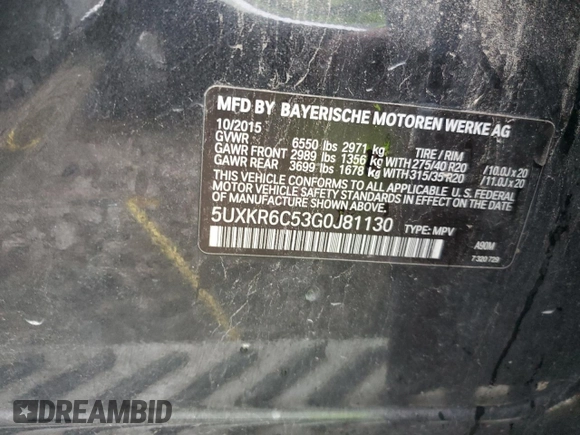 MFD BY BAYERISCHE MOTOREN WERKE AG
10/2015
GVWR 6550 lbs 2971 kg TIRE / RIM
GAWR FRONT 2989 lbs 1356 kg WITH 275/40 R20 /10.0J x 20
GAWR REAR 3699 lbs 1678 kg WITH 315/35 R20 /11.0J x 20
THIS VEHICLE CONFORMS TO ALL APPLICABLE U.S. FEDERAL
MOTOR VEHICLE SAFETY STANDARDS IN EFFECT ON THE DATE
OF MANUFACTURE SHOWN ABOVE.
5UXKR6C53G0J81130 TYPE: MPV
A90M
7 320 729
DREAMBID